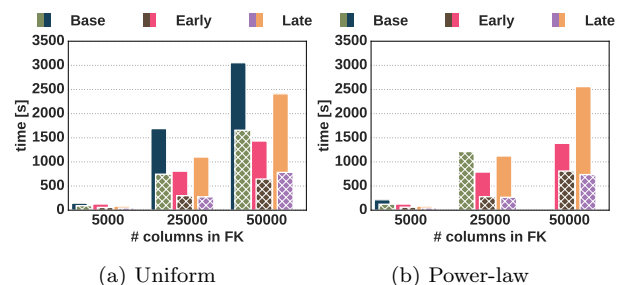 Base Early Late Base Early Late
3500 3500
3000 3000
2500 2500
2000 2000
1500 1500
1000 1000
500 500
0 0
time [s] time [s]
5000 25000 50000 5000 25000 50000
# columns in FK # columns in FK
(a) Uniform (b) Power-law